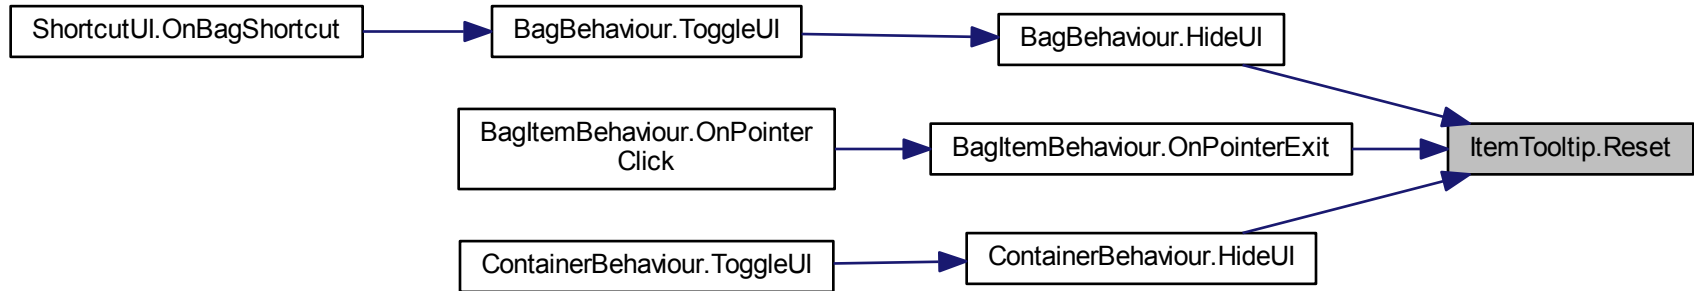 ShortcutUI.OnBagShortcut
BagBehaviour.ToggleUI
BagBehaviour.HideUI
BagItemBehaviour.OnPointer
Click
BagItemBehaviour.OnPointerExit
ItemTooltip.Reset
ContainerBehaviour.ToggleUI
ContainerBehaviour.HideUI